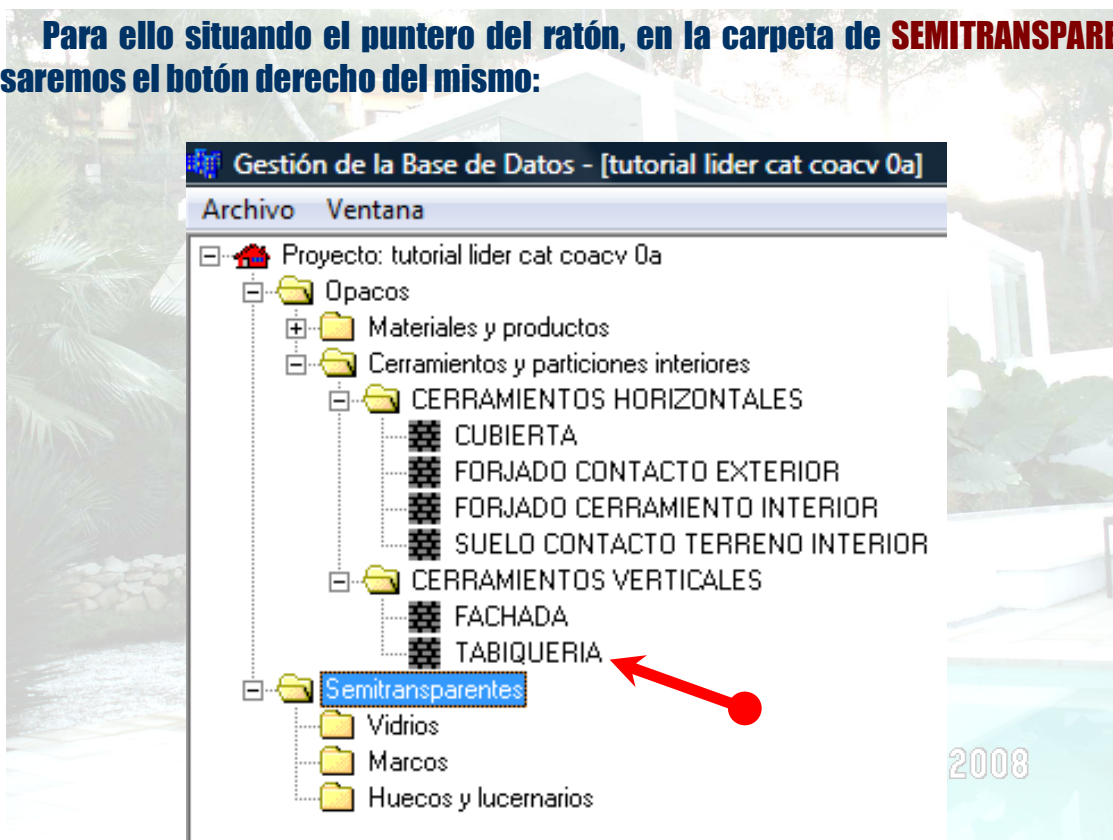 Para ello situando el puntero del ratón, en la carpeta de SEMITRANSPARE
saremos el botón derecho del mismo:
Gestión de la Base de Datos - [tutorial lider cat coacv 0a]
Archivo Ventana
Proyecto: tutorial lider cat coacv 0a
Opacos
Materiales y productos
Cerramientos y particiones interiores
CERRAMIENTOS HORIZONTALES
CUBIERTA
FORJADO CONTACTO EXTERIOR
FORJADO CERRAMIENTO INTERIOR
SUELO CONTACTO TERRENO INTERIOR
CERRAMIENTOS VERTICALES
FACHADA
TABIQUERIA
Semitransparentes
Vidrios
Marcos
2008
Huecos y lucernarios